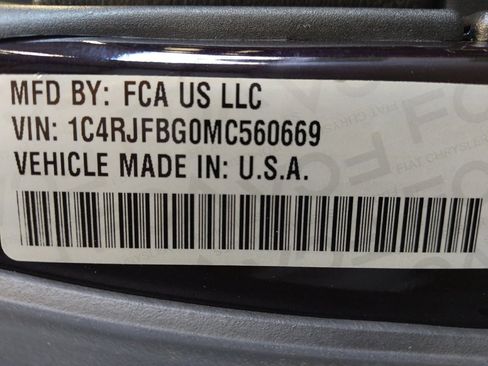 MFD BY: FCA US LLC
VIN: 1C4RJFBG0MC560669
VEHICLE MADE IN: U.S.A.